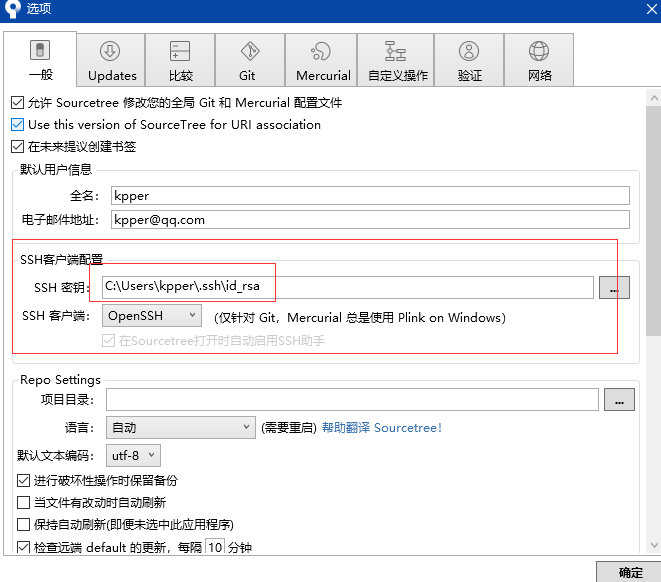 选项
一般 Updates 比较 Git Mercurial 自定义操作 验证 网络
允许 Sourcetree 修改您的全局 Git 和 Mercurial 配置文件
Use this version of SourceTree for URI association
在未来提议创建书签
默认用户信息
全名: kpper
电子邮件地址: kpper@qq.com
SSH客户端配置
SSH 密钥: C:\Users\kpper\.ssh\id_rsa ...
SSH 客户端: OpenSSH (仅针对 Git，Mercurial 总是使用 Plink on Windows)
在Sourcetree打开时自动启用SSH助手
Repo Settings
项目目录: ...
语言: 自动 (需要重启) 帮助翻译 Sourcetree!
默认文本编码: utf-8
进行破坏性操作时保留备份
当文件有改动时自动刷新
保持自动刷新(即便未选中此应用程序)
检查远端 default 的更新，每隔 10 分钟
确定